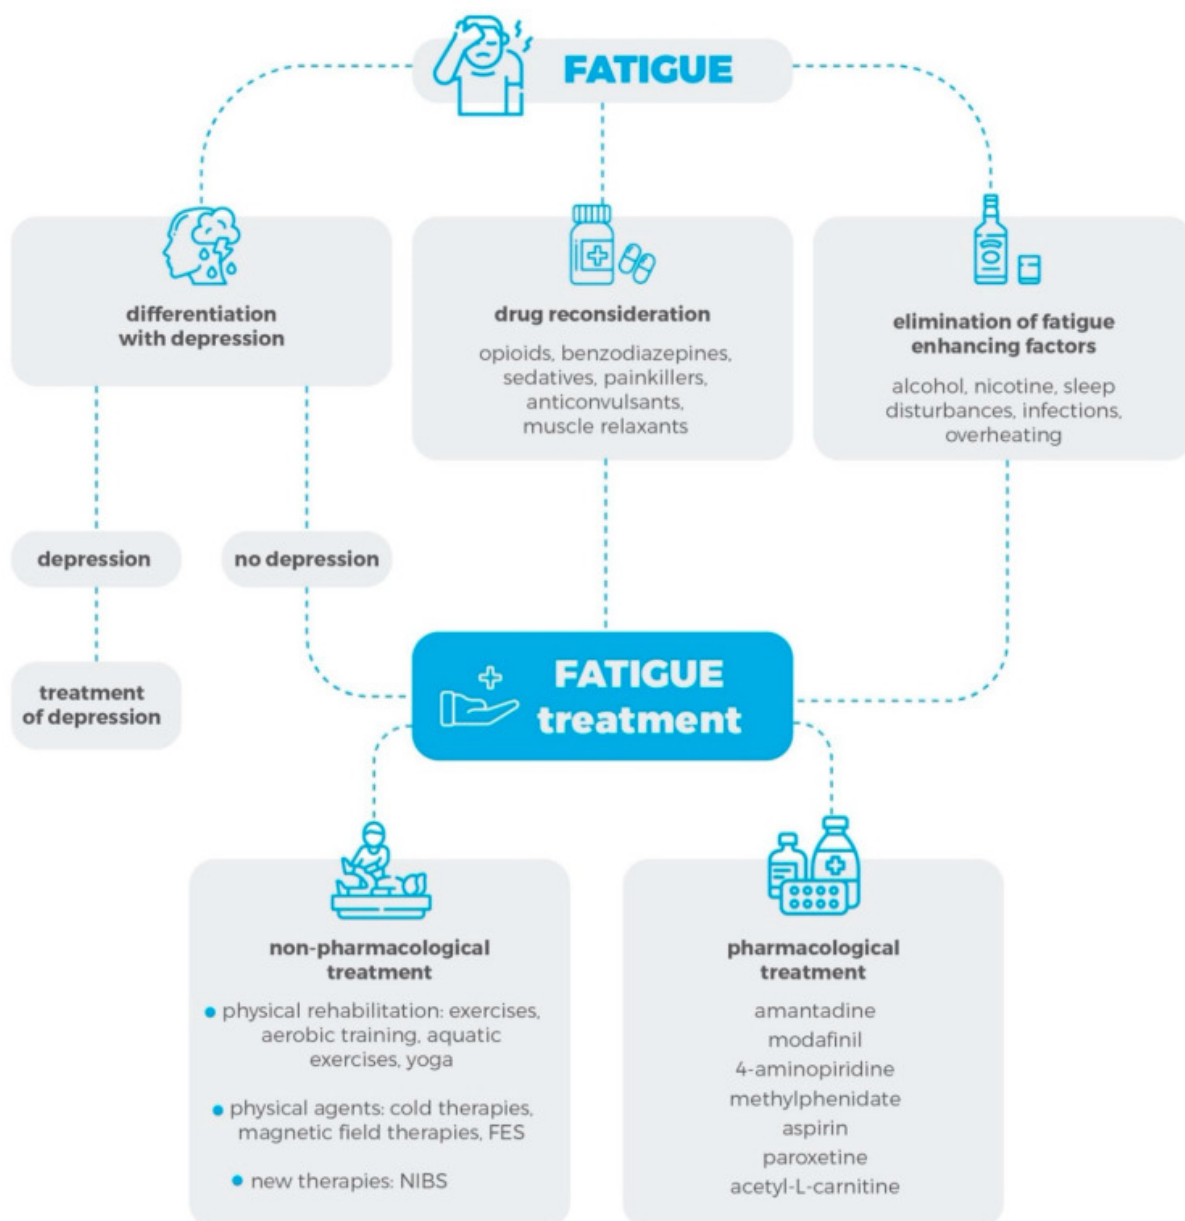 FATIGUE
differentiation
with depression
drug reconsideration
opioids, benzodiazepines,
sedatives, painkillers,
anticonvulsants,
muscle relaxants
elimination of fatigue
enhancing factors
alcohol, nicotine, sleep
disturbances, infections,
overheating
depression
no depression
treatment
of depression
FATIGUE
treatment
non-pharmacological
treatment
physical rehabilitation: exercises,
aerobic training, aquatic
exercises, yoga
physical agents: cold therapies,
magnetic field therapies, FES
new therapies: NIBS
pharmacological
treatment
amantadine
modafinil
4-aminopiridine
methylphenidate
aspirin
paroxetine
acetyl-L-carnitine